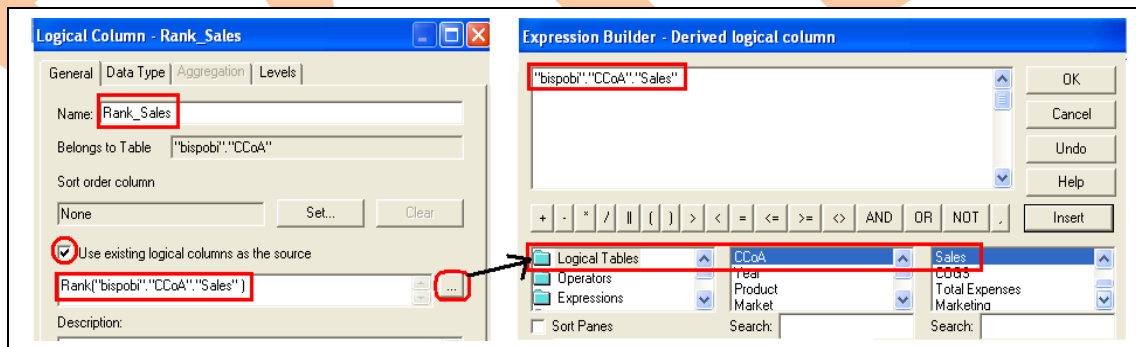 Logical Column - Rank_Sales
General Data Type Aggregation Levels
Name: Rank_Sales
Belongs to Table "bispobi"."CCoA"
Sort order column
None Set... Clear
Use existing logical columns as the source
Rank("bispobi"."CCoA"."Sales" ) ...
Description:
Expression Builder - Derived logical column
"bispobi"."CCoA"."Sales"
OK
Cancel
Undo
Help
+ - * / || ( ) > < = <= >= <> AND OR NOT , Insert
Logical Tables CCoA Sales
Operators Year COGS
Expressions Product Total Expenses
Market Marketing
Sort Panes Search: Search: